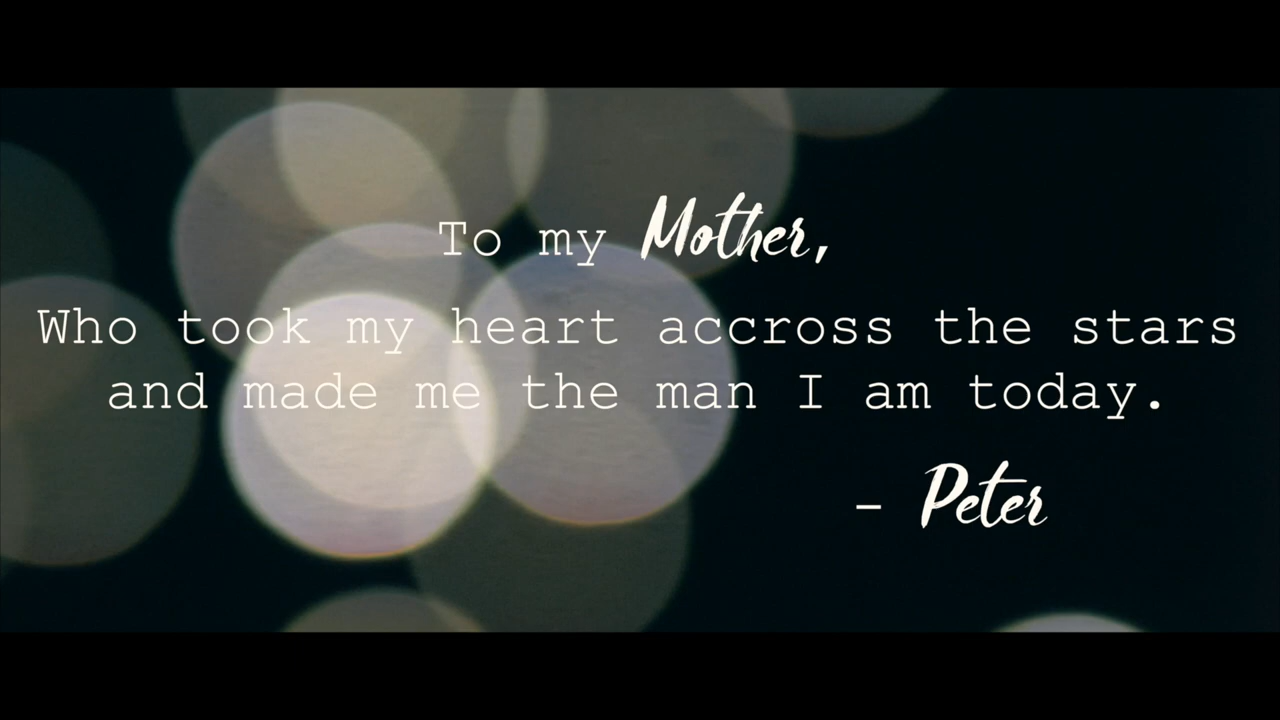 To my Mother,
Who took my heart accross the stars
and made me the man I am today.
- Peter